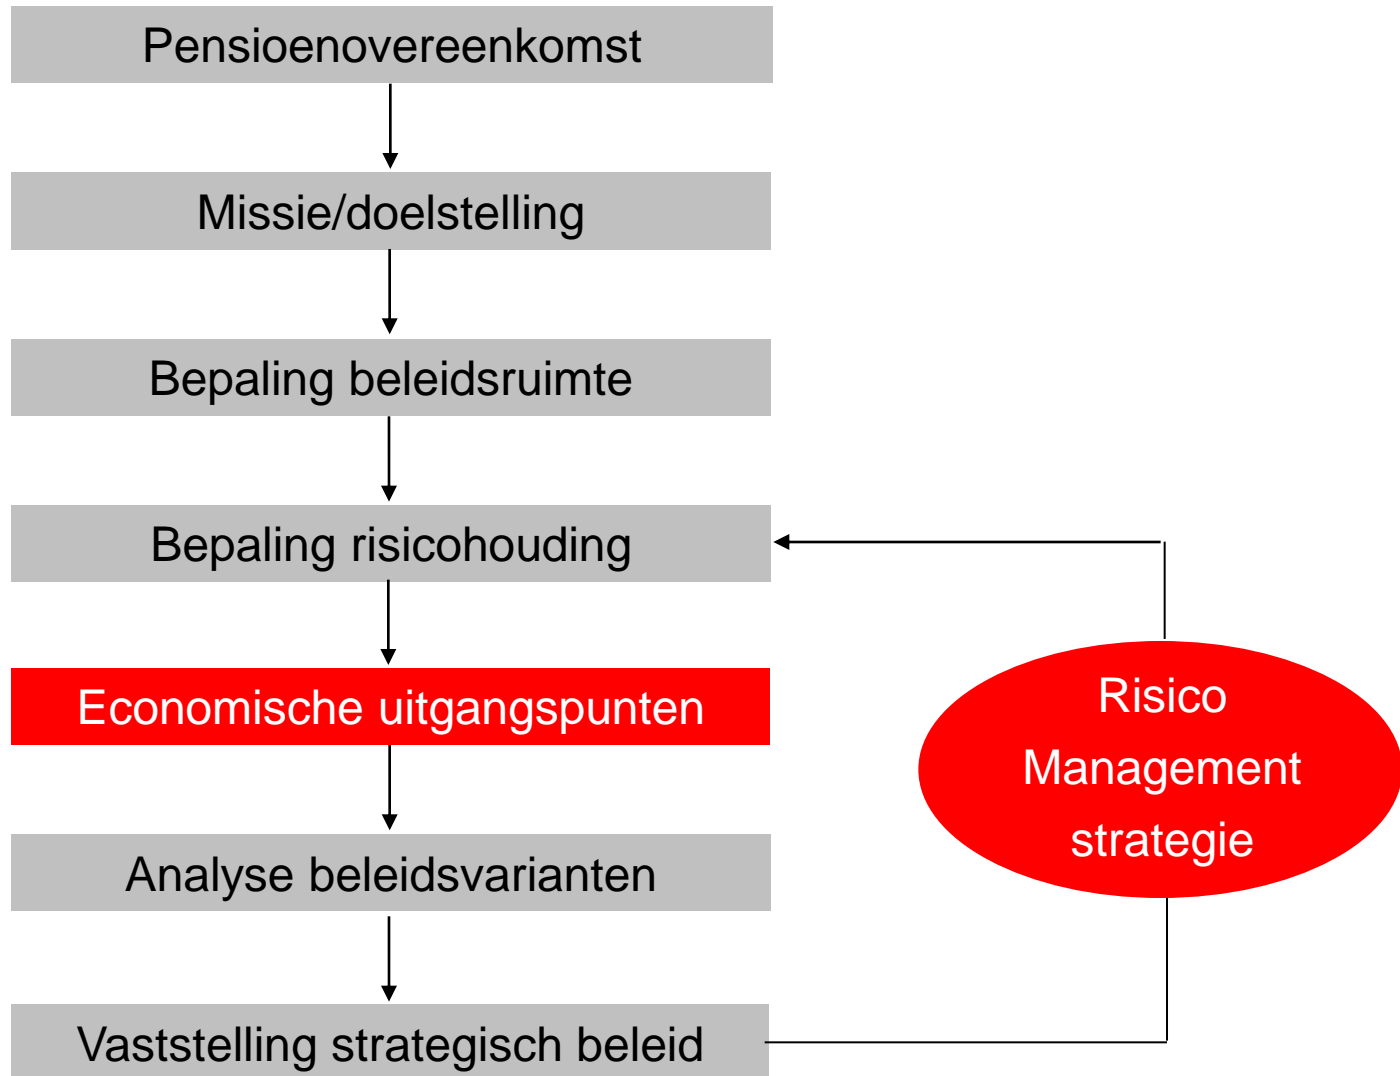 Pensioenovereenkomst
Missie/doelstelling
Bepaling beleidsruimte
Bepaling risicohouding
Economische uitgangspunten
Analyse beleidsvarianten
Vaststelling strategisch beleid
Risico
Management
strategie